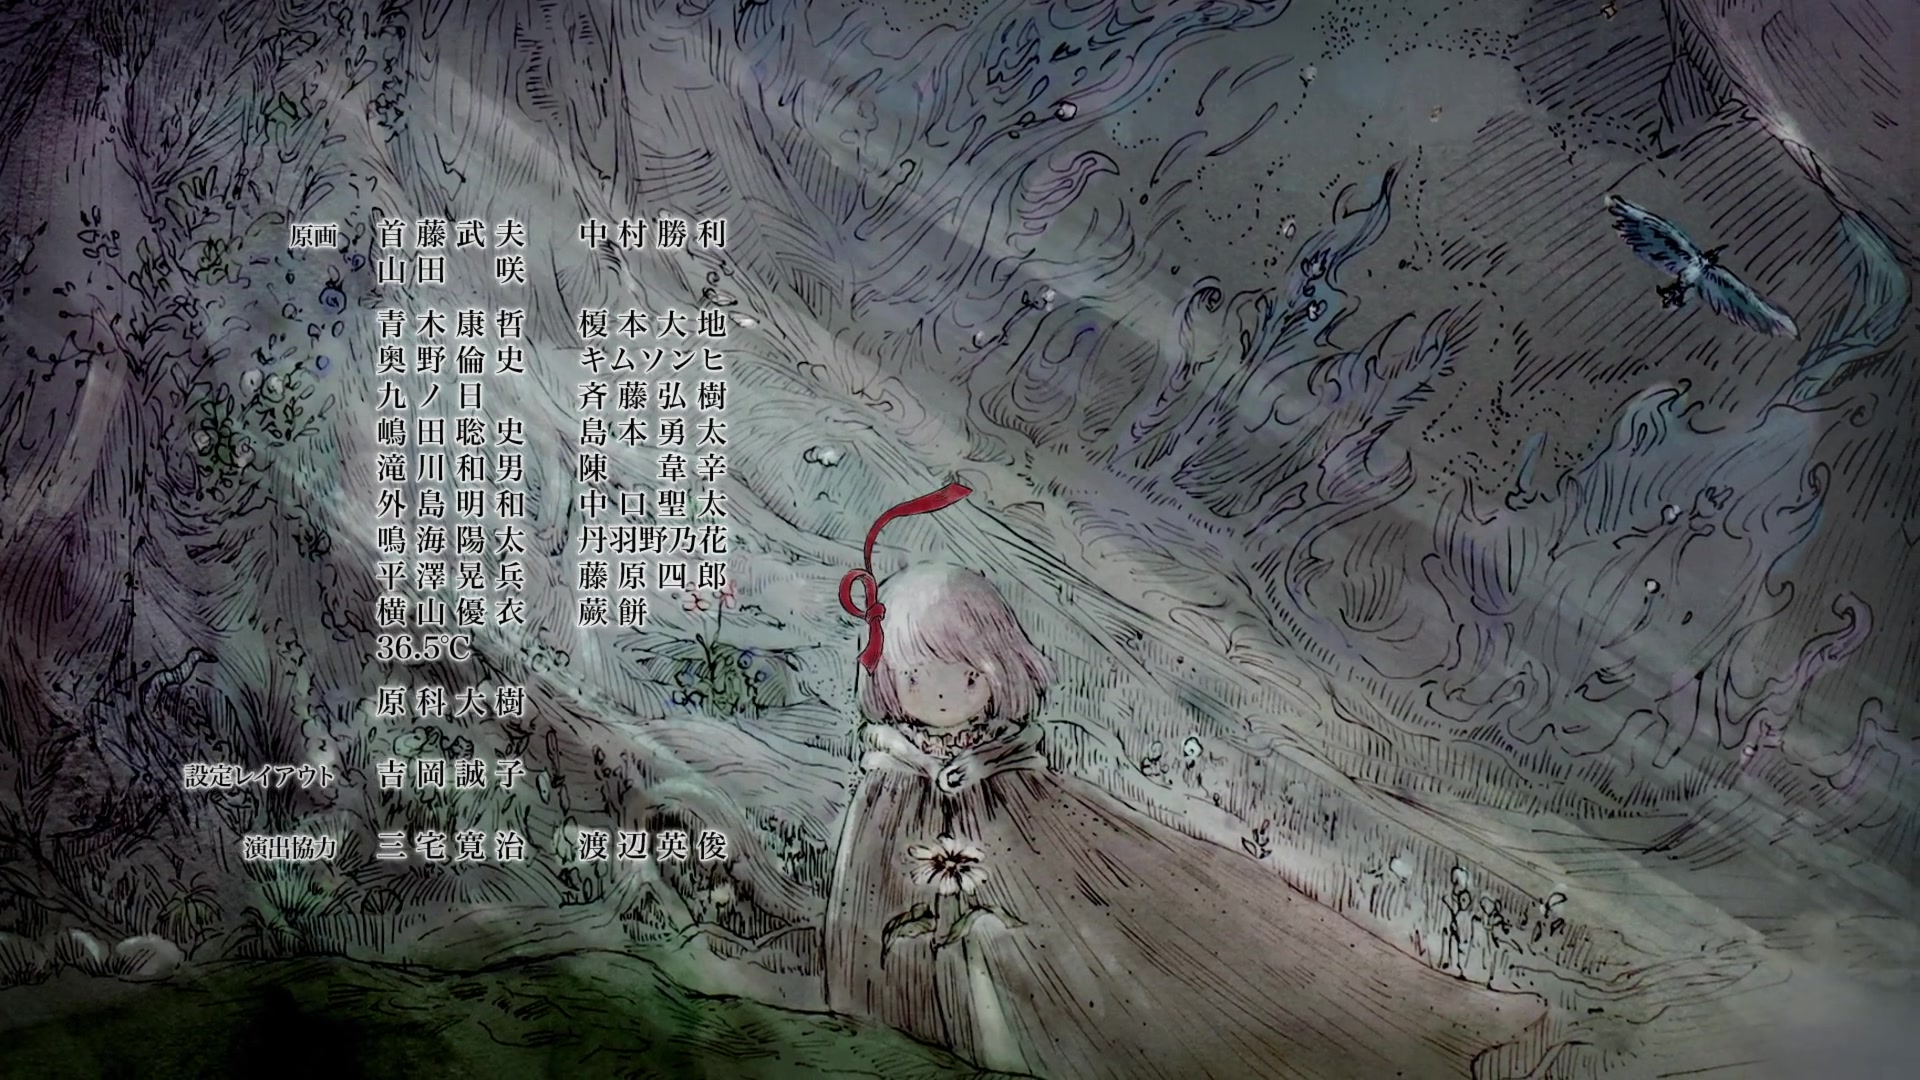 原画 首藤武夫 中村勝利
山田 咲
青木康哲 榎本大地
奥野倫史 キムソンヒ
九ノ日 斉藤弘樹
嶋田聡史 島本勇太
滝川和男 陳 韋辛
外島明和 中口聖太
鳴海陽太 丹羽野乃花
平澤晃兵 藤原四郎
横山優衣 蕨餅
36.5℃
原科大樹
設定レイアウト 吉岡誠子
演出協力 三宅寛治 渡辺英俊